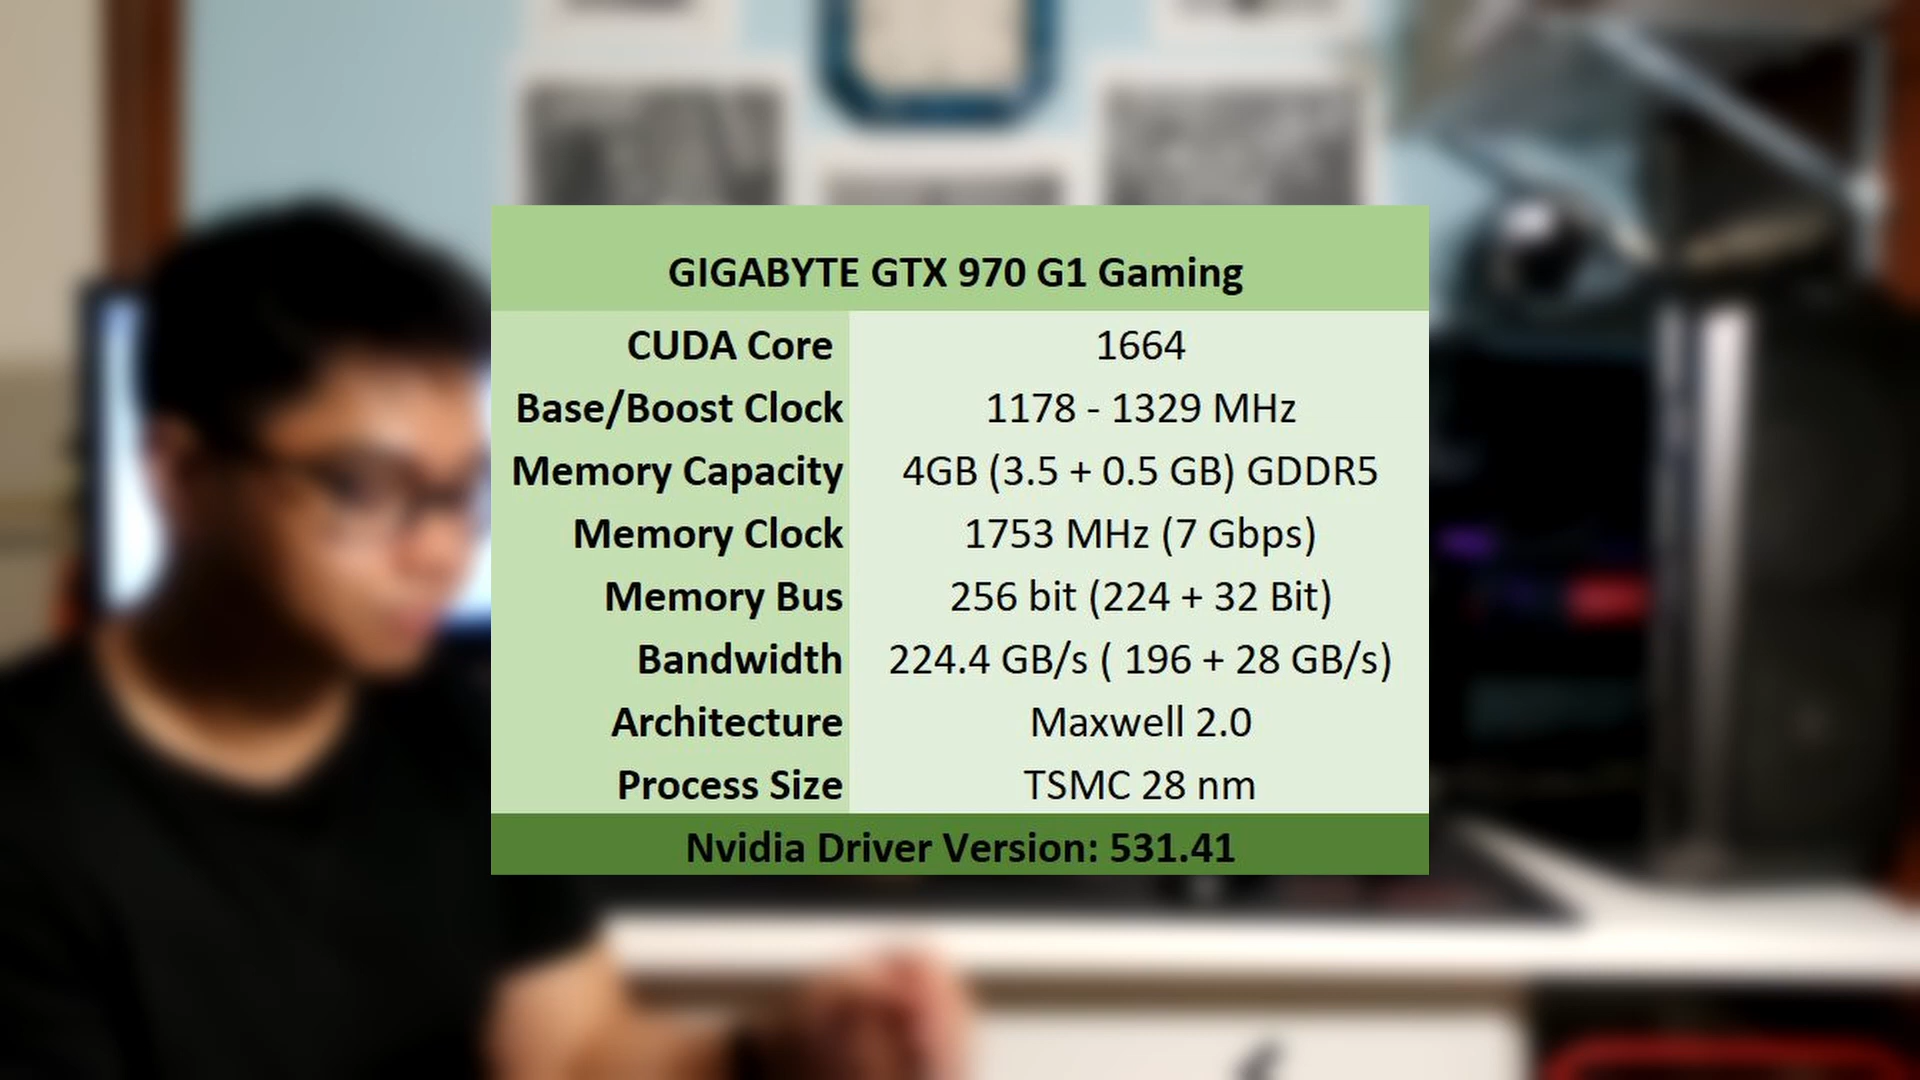 GIGABYTE GTX 970 G1 Gaming
CUDA Core 1664
Base/Boost Clock 1178 - 1329 MHz
Memory Capacity 4GB (3.5 + 0.5 GB) GDDR5
Memory Clock 1753 MHz (7 Gbps)
Memory Bus 256 bit (224 + 32 Bit)
Bandwidth 224.4 GB/s ( 196 + 28 GB/s)
Architecture Maxwell 2.0
Process Size TSMC 28 nm
Nvidia Driver Version: 531.41